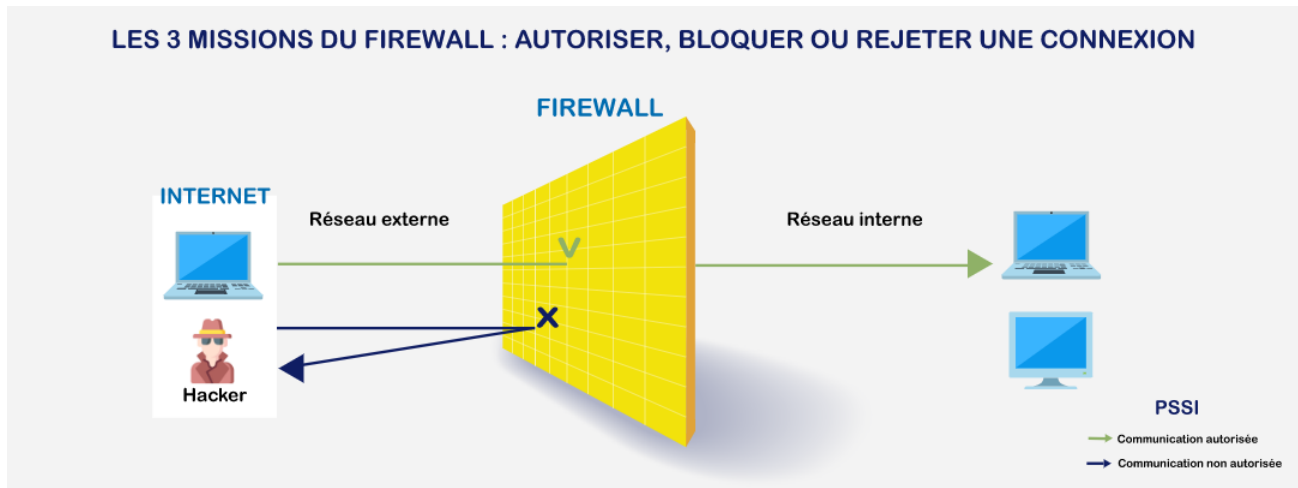 LES 3 MISSIONS DU FIREWALL : AUTORISER, BLOQUER OU REJETER UNE CONNEXION
FIREWALL
INTERNET
Réseau externe
Réseau interne
V
X
Hacker
PSSI
Communication autorisée
Communication non autorisée